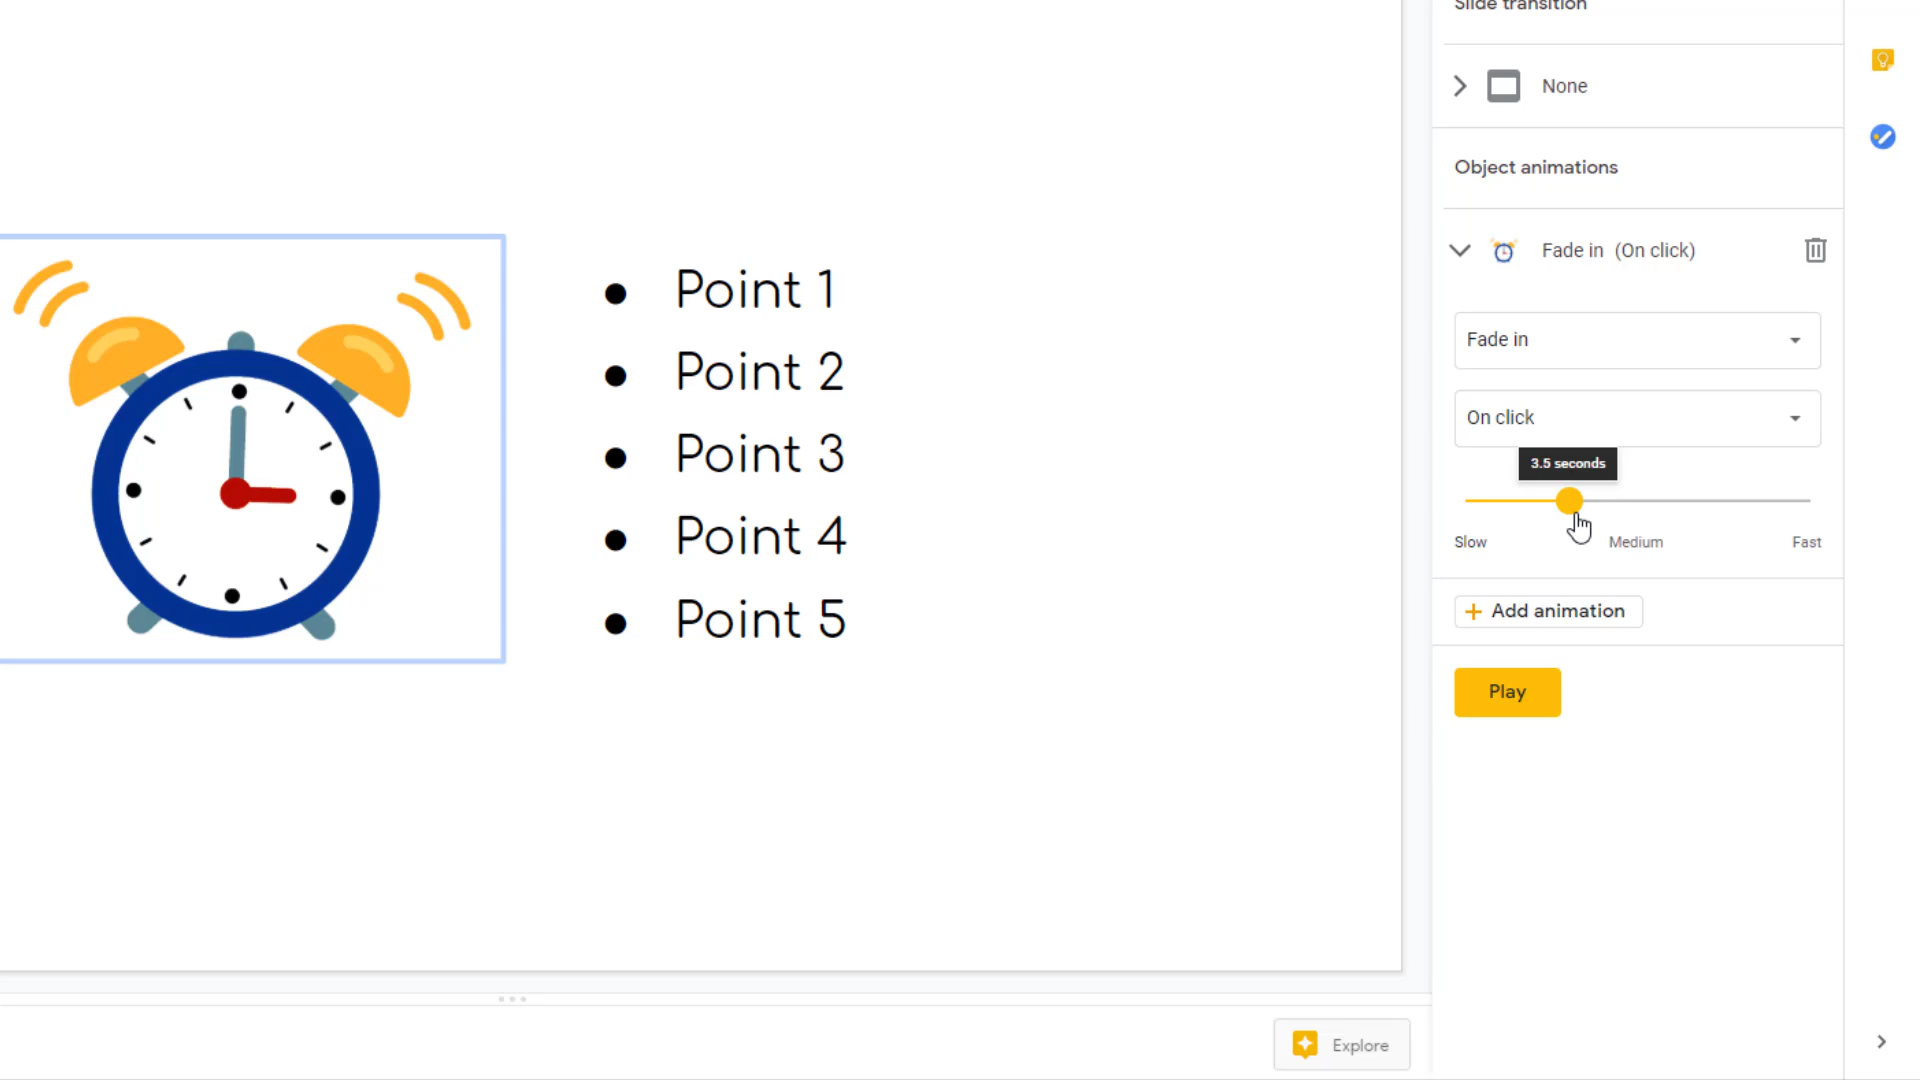 Slide transition
None
Object animations
Fade in (On click)
Fade in
On click
3.5 seconds
Slow Medium Fast
+ Add animation
Play
• Point 1
• Point 2
• Point 3
• Point 4
• Point 5
Explore